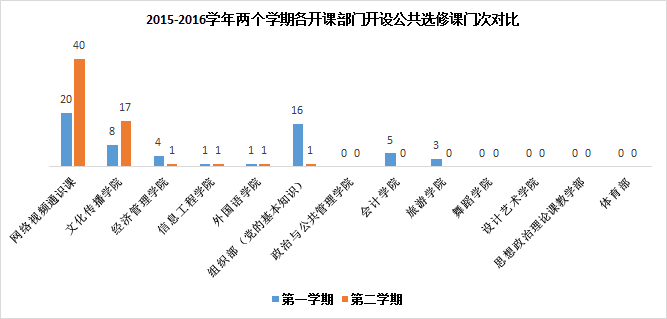 2015-2016学年两个学期各开课部门开设公共选修课门次对比
40
20
17
16
8
4
1
1
1
1
1
1
0
0
5
0
3
0
0
0
0
0
0
0
0
0
网络视频通识课
文化传播学院
经济管理学院
信息工程学院
外国语学院
组织部（党的基本知识）
政治与公共管理学院
会计学院
旅游学院
舞蹈学院
设计艺术学院
思想政治理论课教学部
体育部
第一学期 第二学期